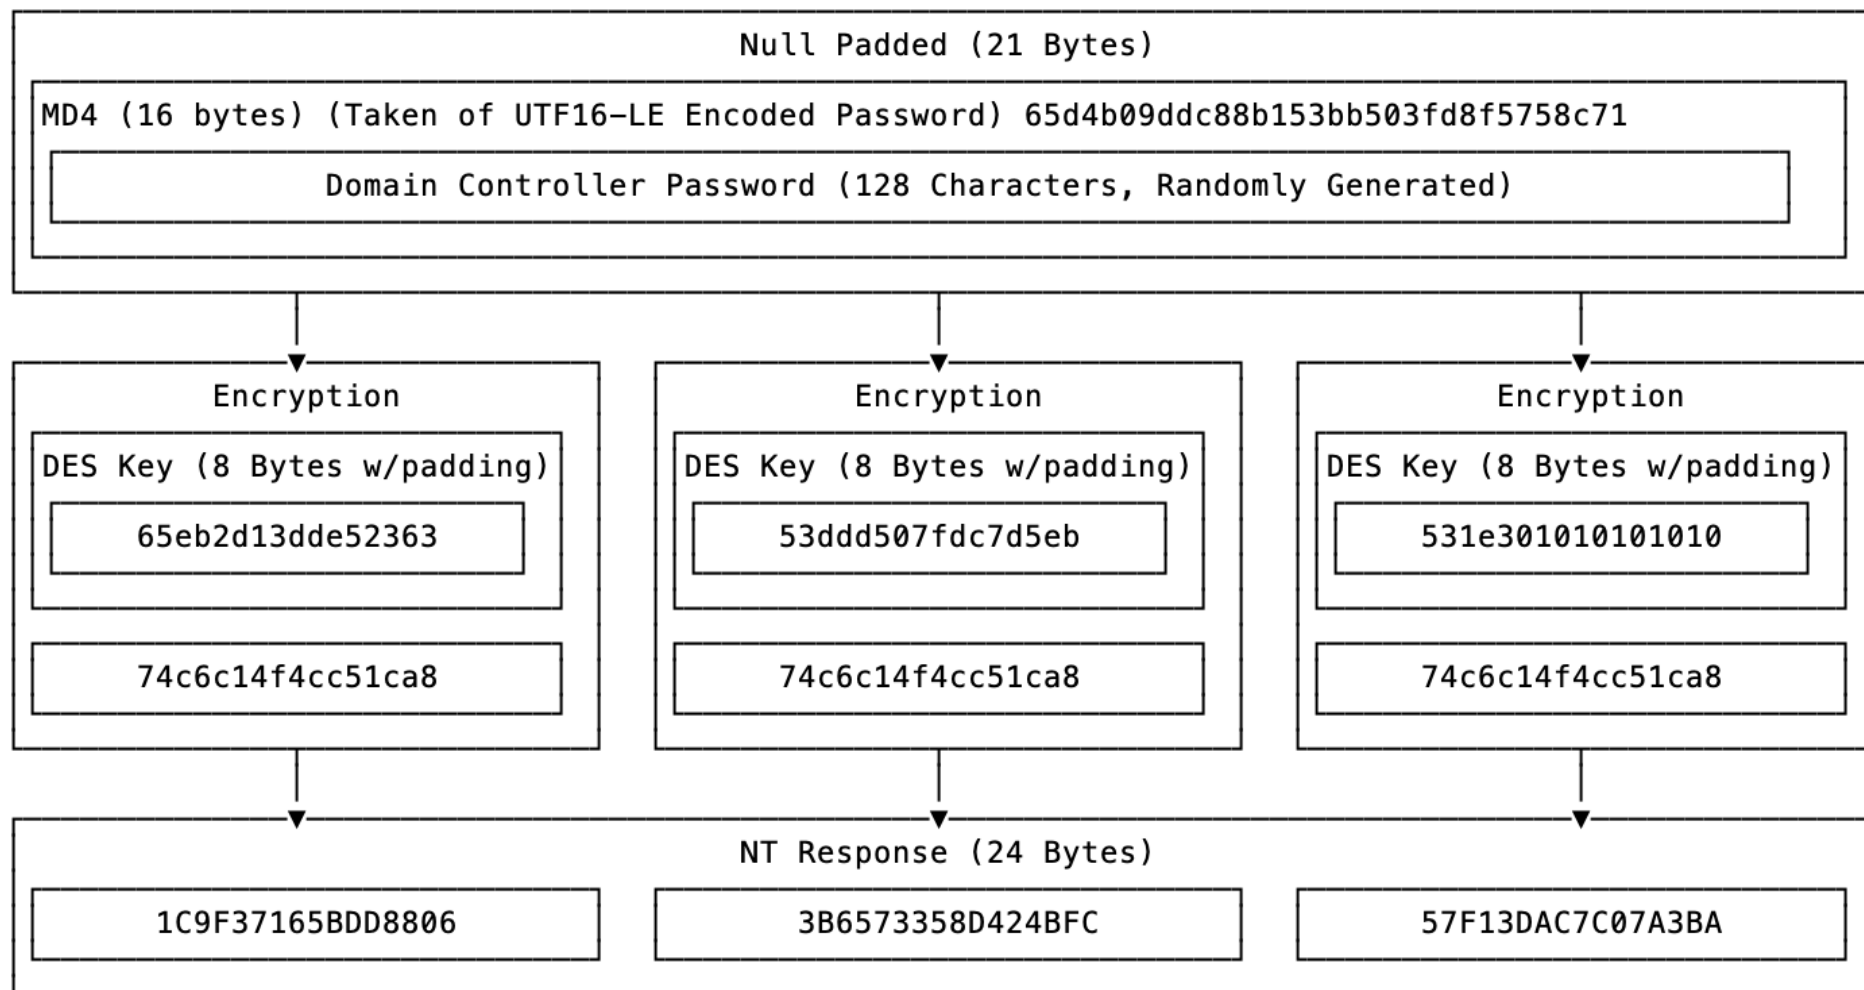 Null Padded (21 Bytes)
MD4 (16 bytes) (Taken of UTF16-LE Encoded Password) 65d4b09ddc88b153bb503fd8f5758c71
Domain Controller Password (128 Characters, Randomly Generated)
Encryption Encryption Encryption
DES Key (8 Bytes w/padding) DES Key (8 Bytes w/padding) DES Key (8 Bytes w/padding)
65eb2d13dde52363 53ddd507fdc7d5eb 531e301010101010
74c6c14f4cc51ca8 74c6c14f4cc51ca8 74c6c14f4cc51ca8
NT Response (24 Bytes)
1C9F37165BDD8806 3B6573358D424BFC 57F13DAC7C07A3BA